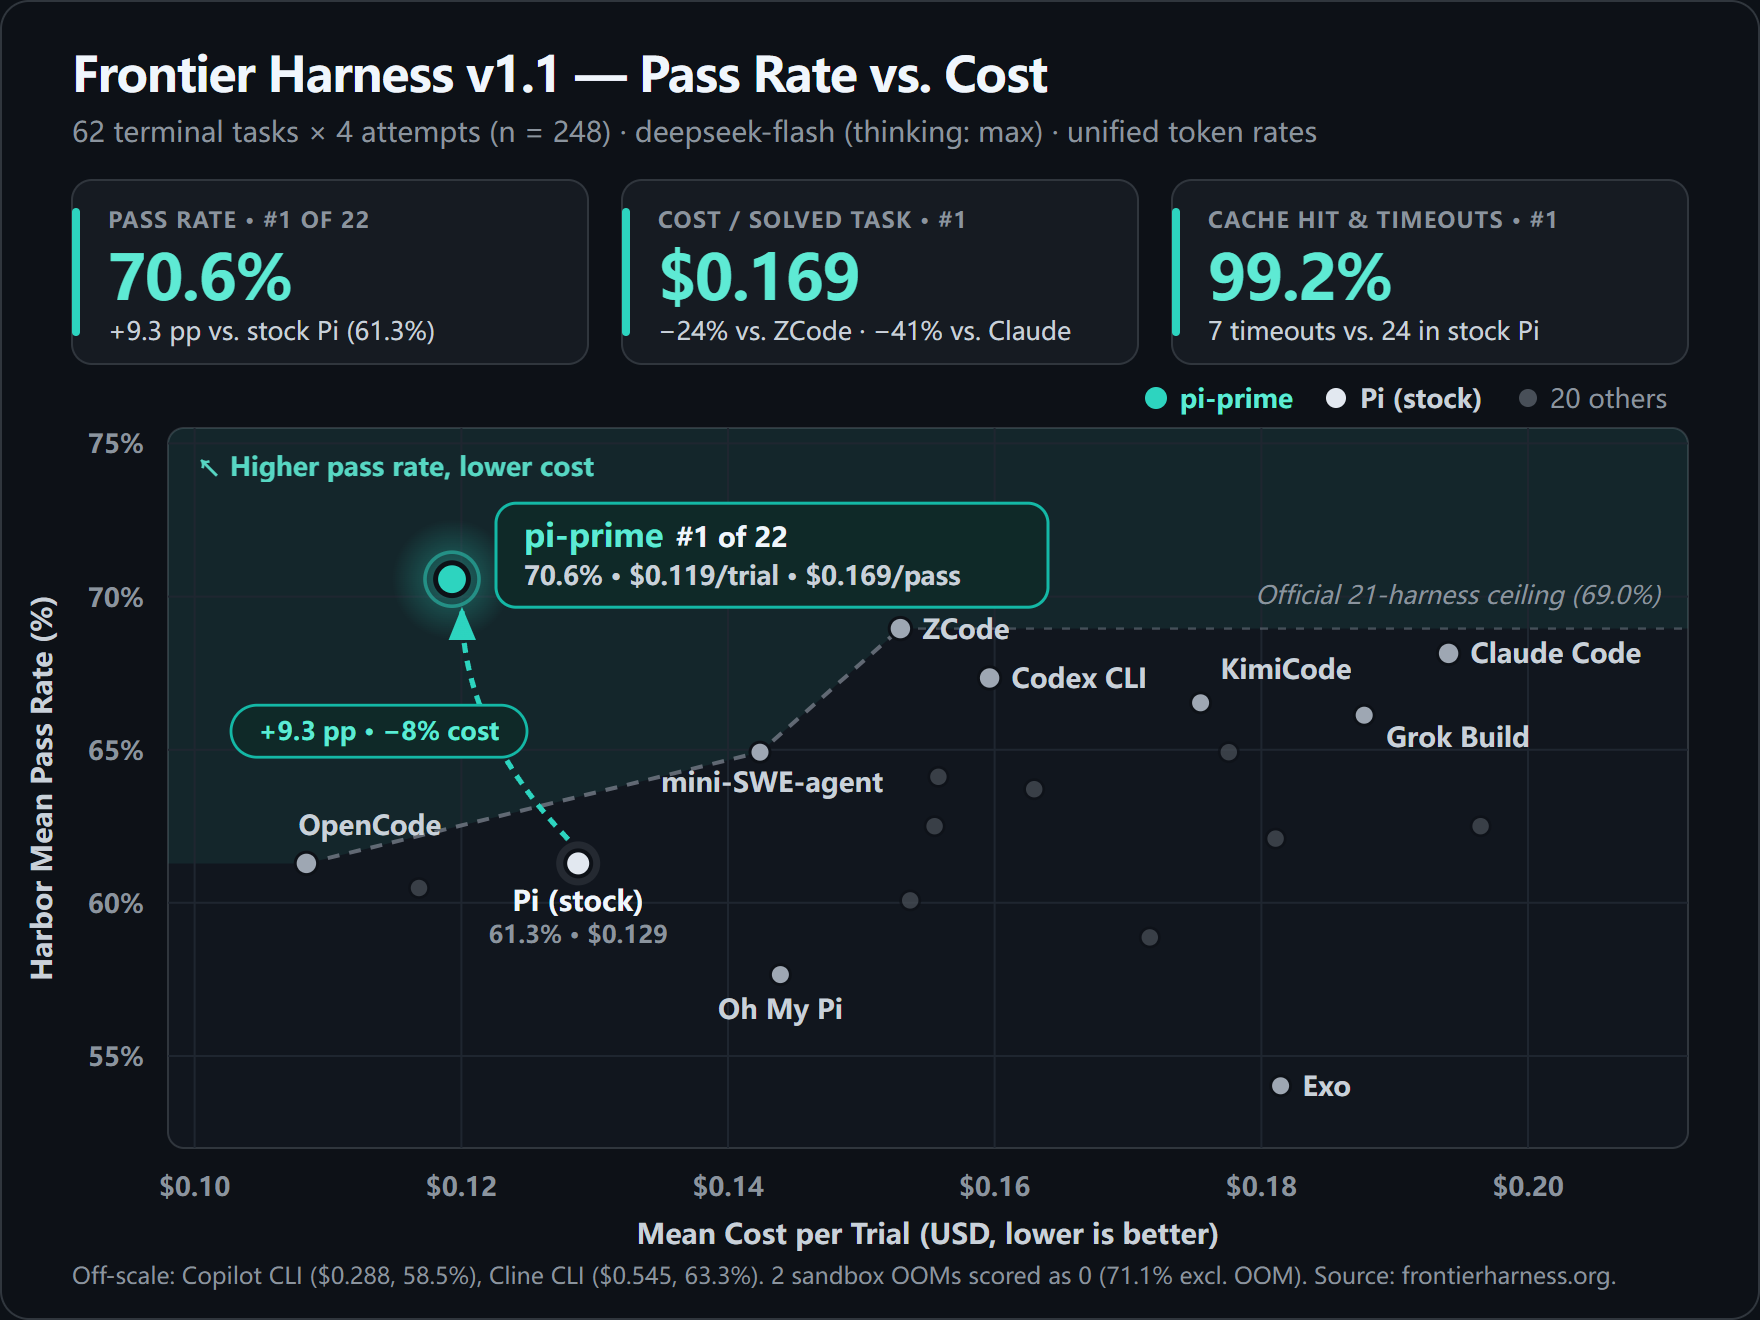 Frontier Harness v1.1 — Pass Rate vs. Cost
62 terminal tasks × 4 attempts (n = 248) · deepseek-flash (thinking: max) · unified token rates
PASS RATE • #1 OF 22
70.6%
+9.3 pp vs. stock Pi (61.3%)
COST / SOLVED TASK • #1
$0.169
−24% vs. ZCode · −41% vs. Claude
CACHE HIT & TIMEOUTS • #1
99.2%
7 timeouts vs. 24 in stock Pi
pi-prime
Pi (stock)
20 others
75%
↖ Higher pass rate, lower cost
pi-prime #1 of 22
70.6% • $0.119/trial • $0.169/pass
70%
Official 21-harness ceiling (69.0%)
ZCode
Claude Code
KimiCode
Codex CLI
+9.3 pp • −8% cost
Grok Build
65%
mini-SWE-agent
OpenCode
Harbor Mean Pass Rate (%)
60%
Pi (stock)
61.3% • $0.129
Oh My Pi
55%
Exo
$0.10
$0.12
$0.14
$0.16
$0.18
$0.20
Mean Cost per Trial (USD, lower is better)
Off-scale: Copilot CLI ($0.288, 58.5%), Cline CLI ($0.545, 63.3%). 2 sandbox OOMs scored as 0 (71.1% excl. OOM). Source: frontierharness.org.